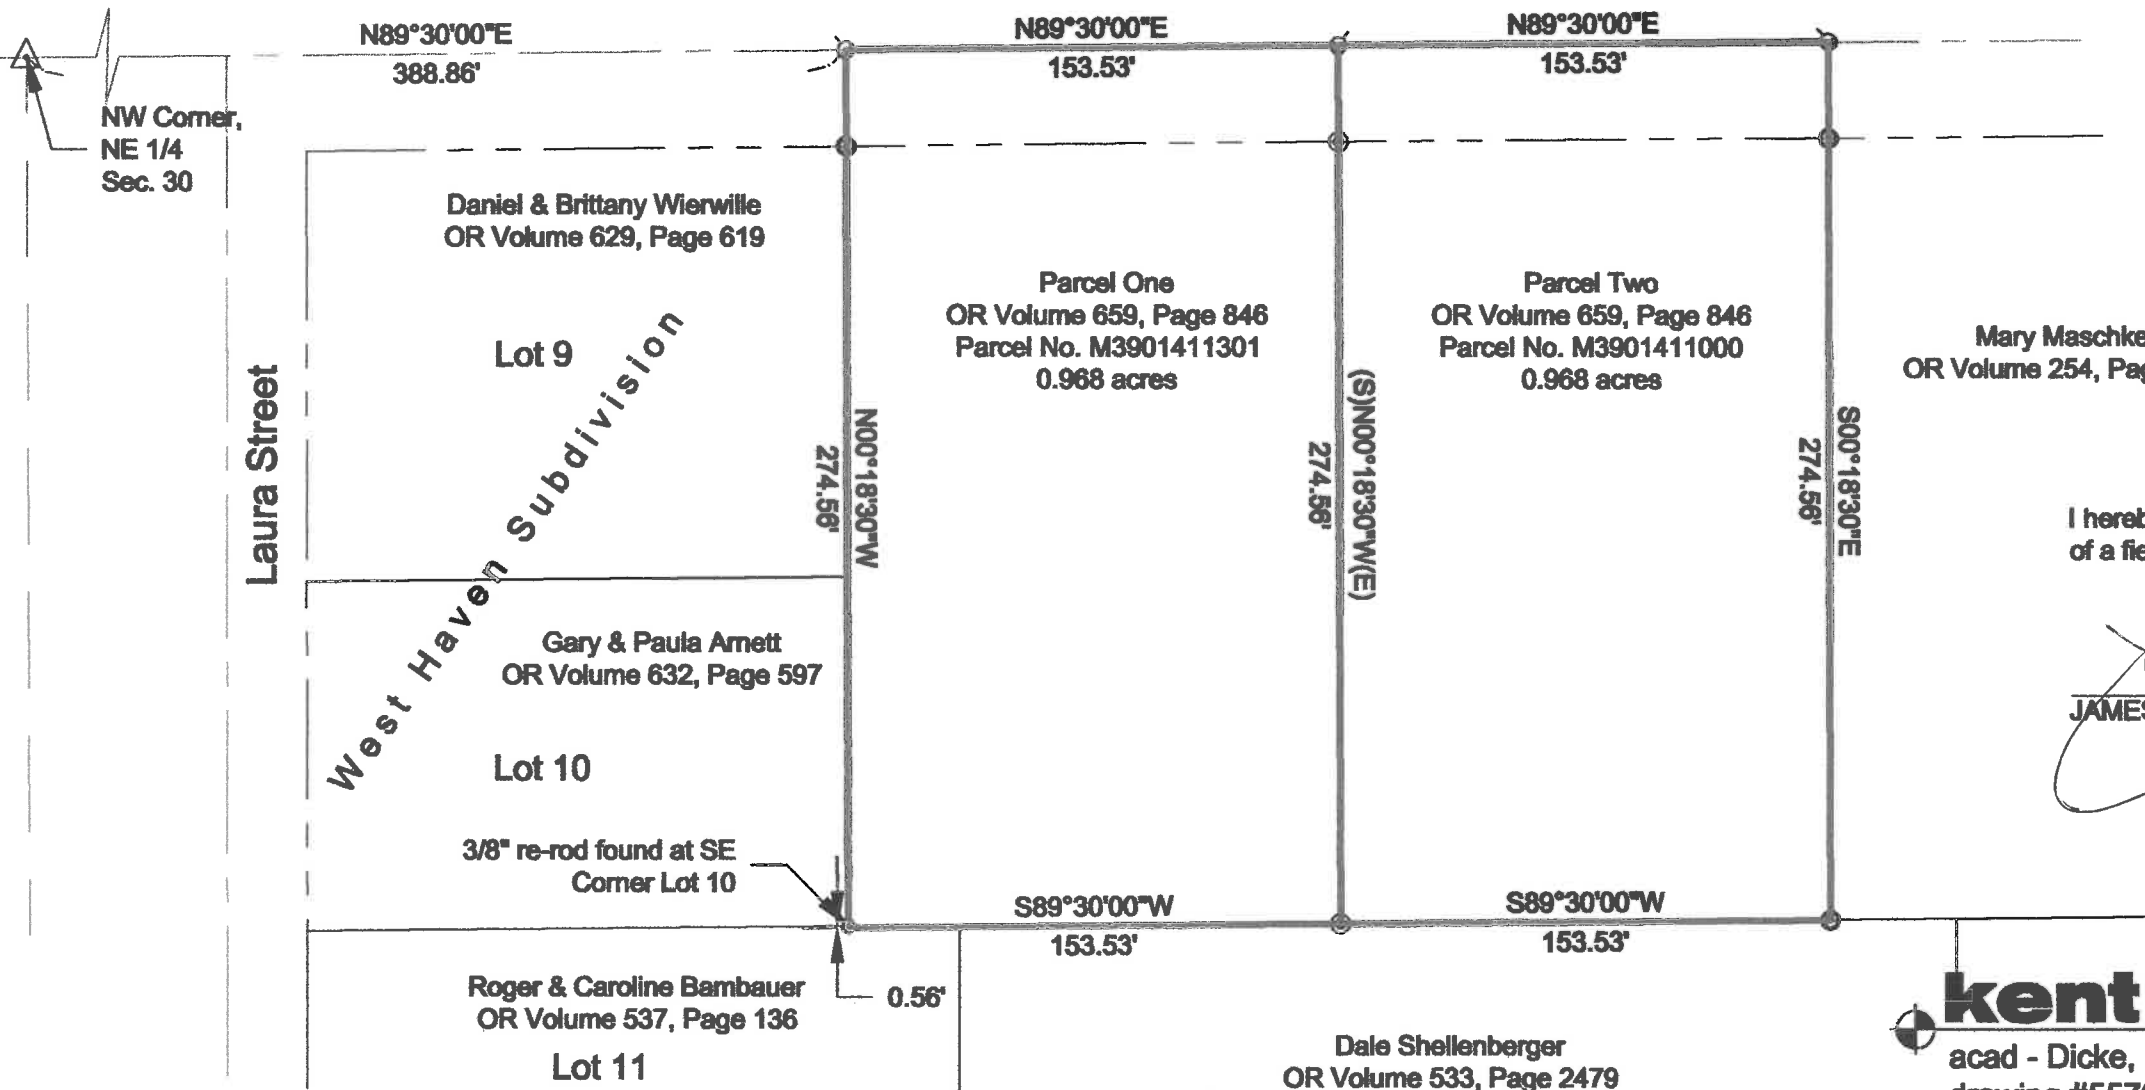 N89°30'00"E
388.86'
N89°30'00"E
153.53'
N89°30'00"E
153.53'
NW Corner,
NE 1/4
Sec. 30
Daniel & Brittany Wierwille
OR Volume 629, Page 619
Lot 9
West Haven Subdivision
Laura Street
Parcel One
OR Volume 659, Page 846
Parcel No. M3901411301
0.968 acres
Parcel Two
OR Volume 659, Page 846
Parcel No. M3901411000
0.968 acres
Mary Maschke
OR Volume 254, Pag
N00°18'30"W
274.56'
(S)N00°18'30"W(E)
274.56'
S00°18'30"E
274.56'
I hereb
of a fie
JAMES
Gary & Paula Arnett
OR Volume 632, Page 597
Lot 10
3/8" re-rod found at SE
Corner Lot 10
S89°30'00"W
153.53'
S89°30'00"W
153.53'
0.56'
Roger & Caroline Bambauer
OR Volume 537, Page 136
Lot 11
Dale Shellenberger
OR Volume 533, Page 2479
kent
acad - Dicke,